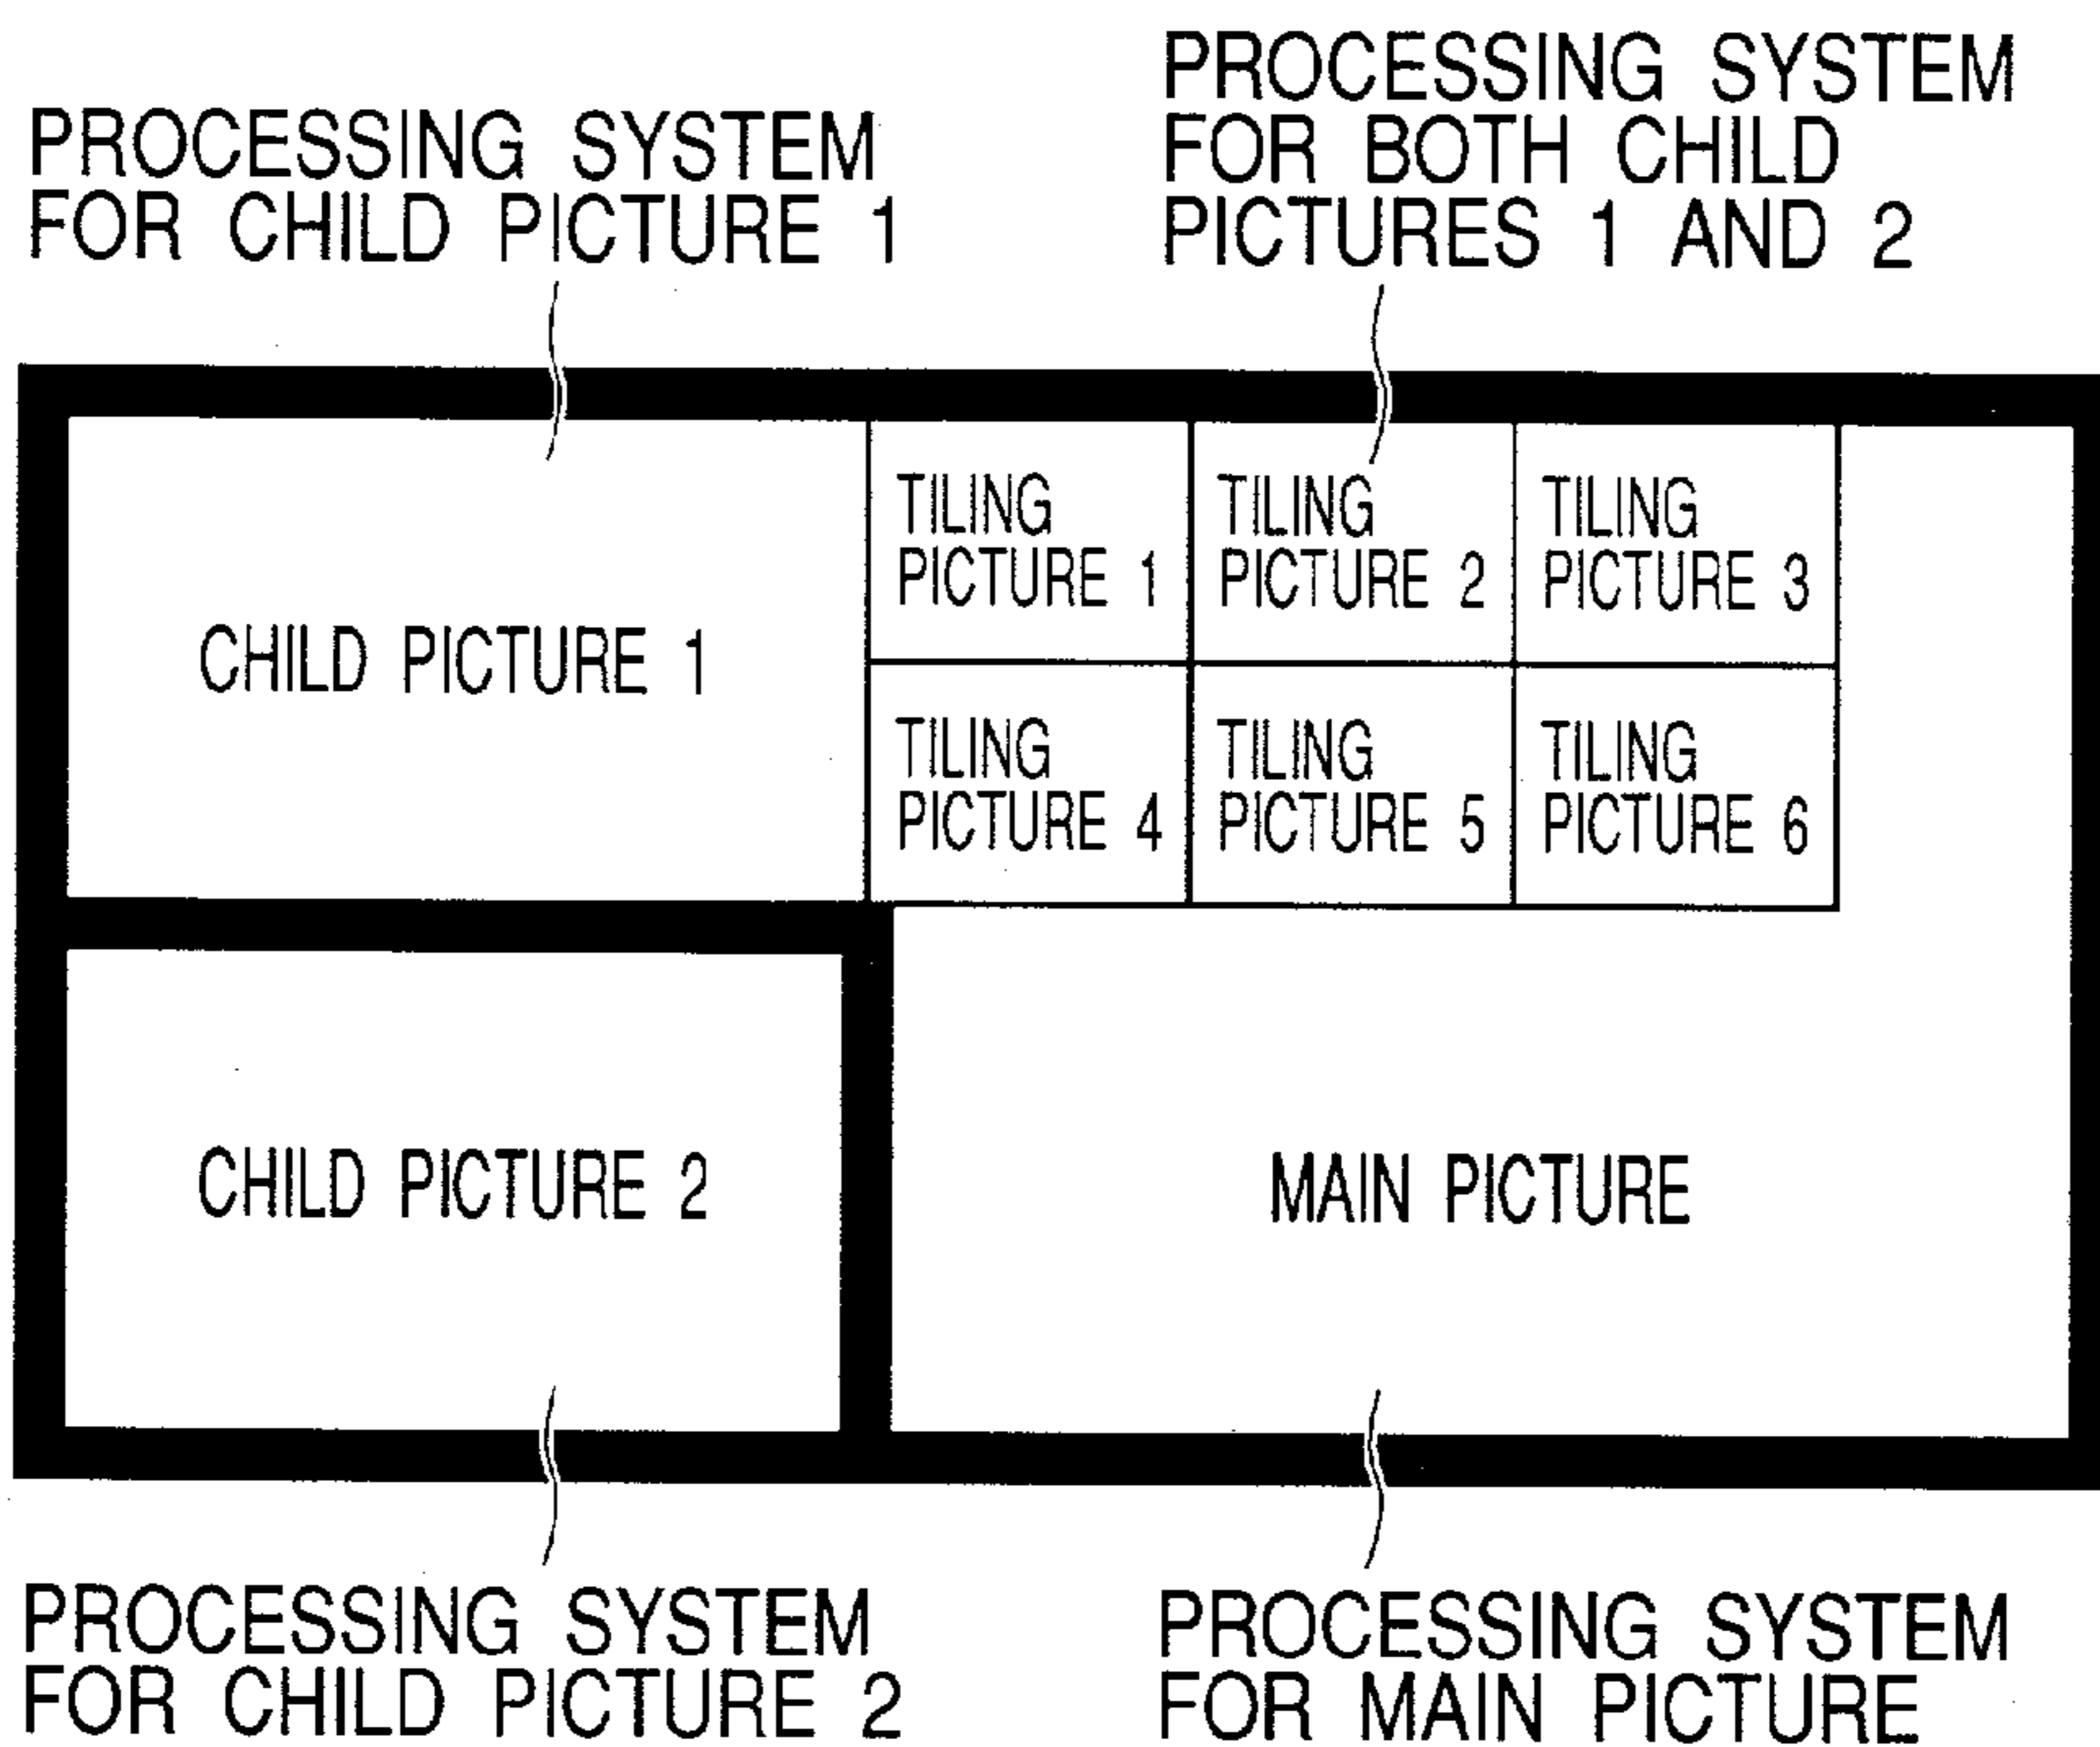 PROCESSING SYSTEM
FOR CHILD PICTURE 1
PROCESSING SYSTEM
FOR BOTH CHILD
PICTURES 1 AND 2
CHILD PICTURE 1
TILING
PICTURE 1
TILING
PICTURE 2
TILING
PICTURE 3
TILING
PICTURE 4
TILING
PICTURE 5
TILING
PICTURE 6
CHILD PICTURE 2
MAIN PICTURE
PROCESSING SYSTEM
FOR CHILD PICTURE 2
PROCESSING SYSTEM
FOR MAIN PICTURE